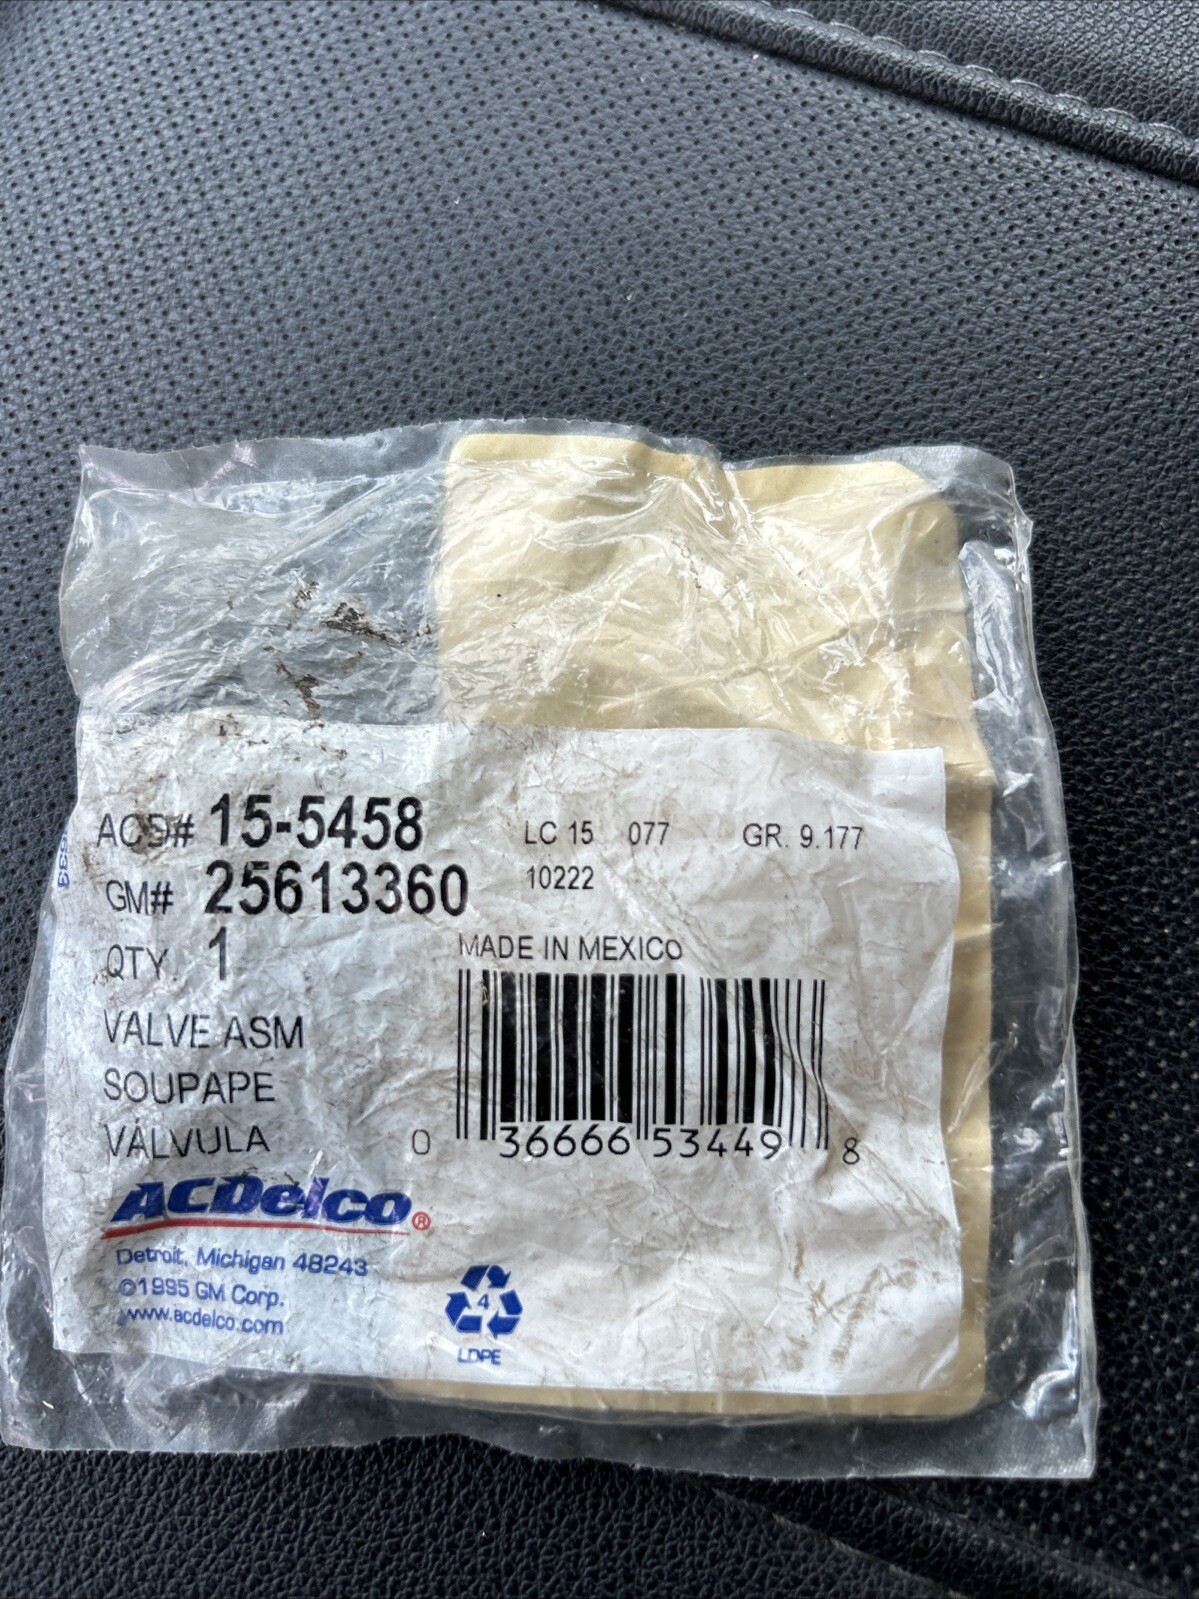 ACD# 15-5458
GM# 25613360
QTY. 1
VALVE ASM
SOUPAPE
VÁLVULA
LC 15 077 GR. 9.177
10222
MADE IN MEXICO
0 36666 53449 8
ACDelco®
Detroit, Michigan 48243
©1995 GM Corp.
www.acdelco.com
4
LDPE